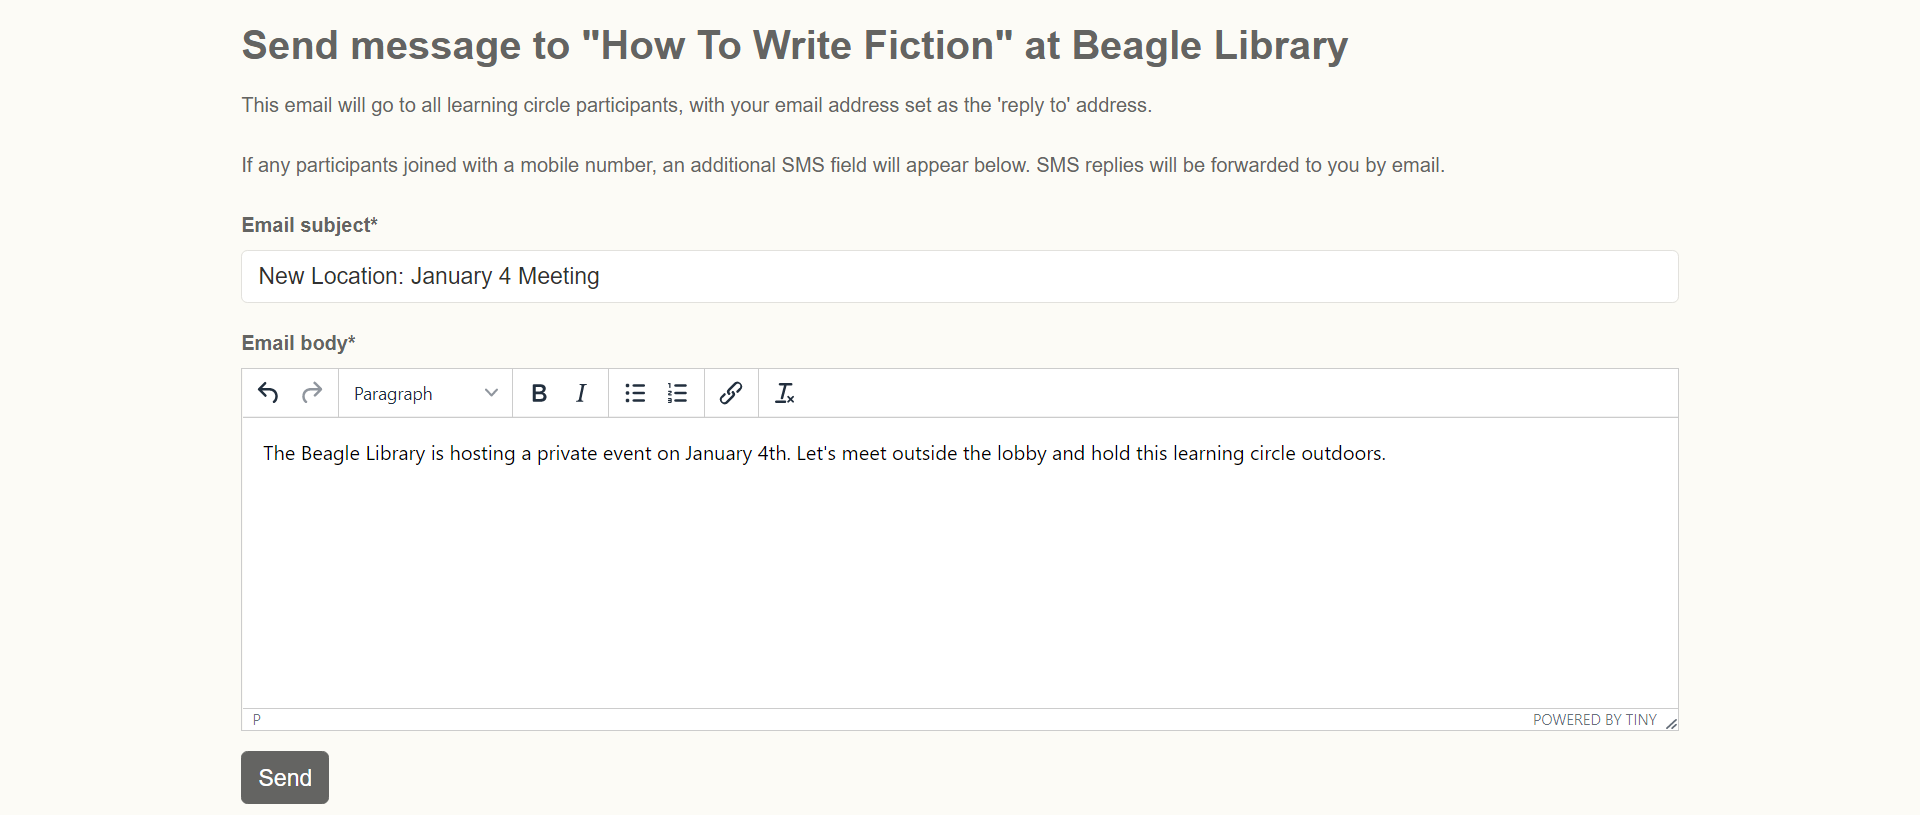 Send message to "How To Write Fiction" at Beagle Library
This email will go to all learning circle participants, with your email address set as the 'reply to' address.
If any participants joined with a mobile number, an additional SMS field will appear below. SMS replies will be forwarded to you by email.
Email subject*
New Location: January 4 Meeting
Email body*
Paragraph
The Beagle Library is hosting a private event on January 4th. Let's meet outside the lobby and hold this learning circle outdoors.
P
POWERED BY TINY
Send